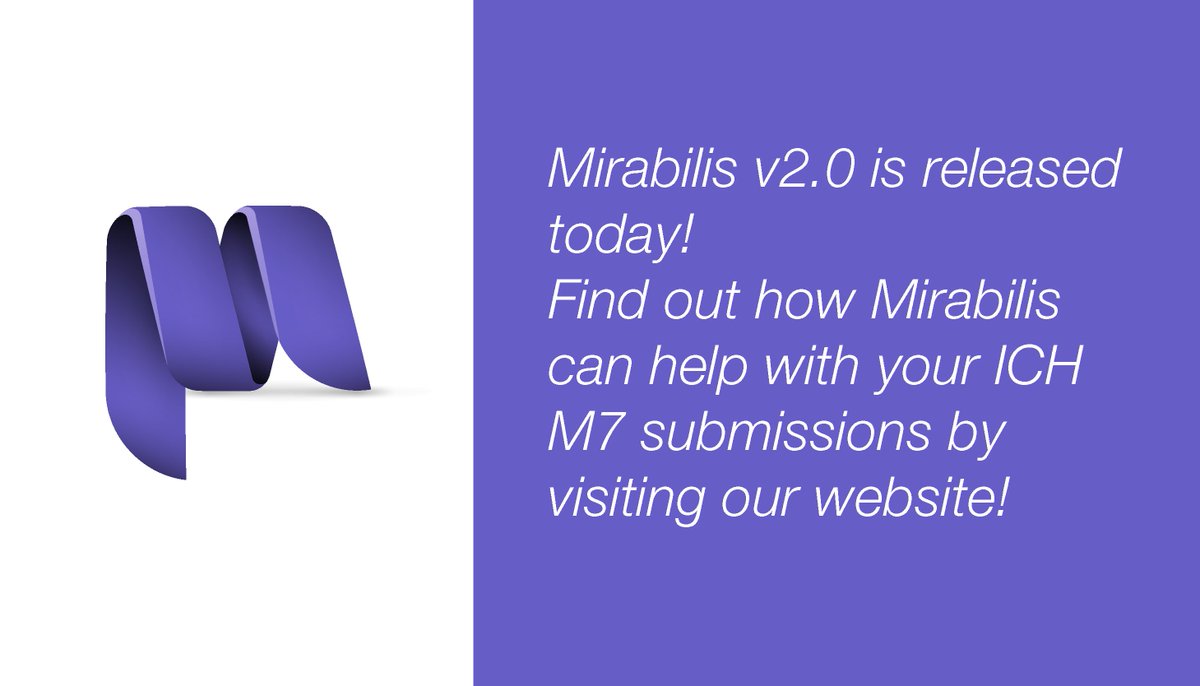 Mirabilis v2.0 is released
today!
Find out how Mirabilis
can help with your ICH
M7 submissions by
visiting our website!